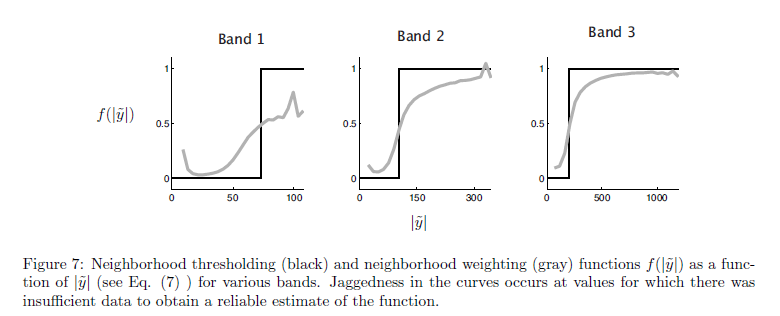 Band 1
Band 2
Band 3
f(|ỹ|)
1
0.5
0
0
50
100
1
0.5
0
0
150
300
1
0.5
0
0
500
1000
|ỹ|
Figure 7: Neighborhood thresholding (black) and neighborhood weighting (gray) functions f(|ỹ|) as a func-
tion of |ỹ| (see Eq. (7) ) for various bands. Jaggedness in the curves occurs at values for which there was
insufficient data to obtain a reliable estimate of the function.